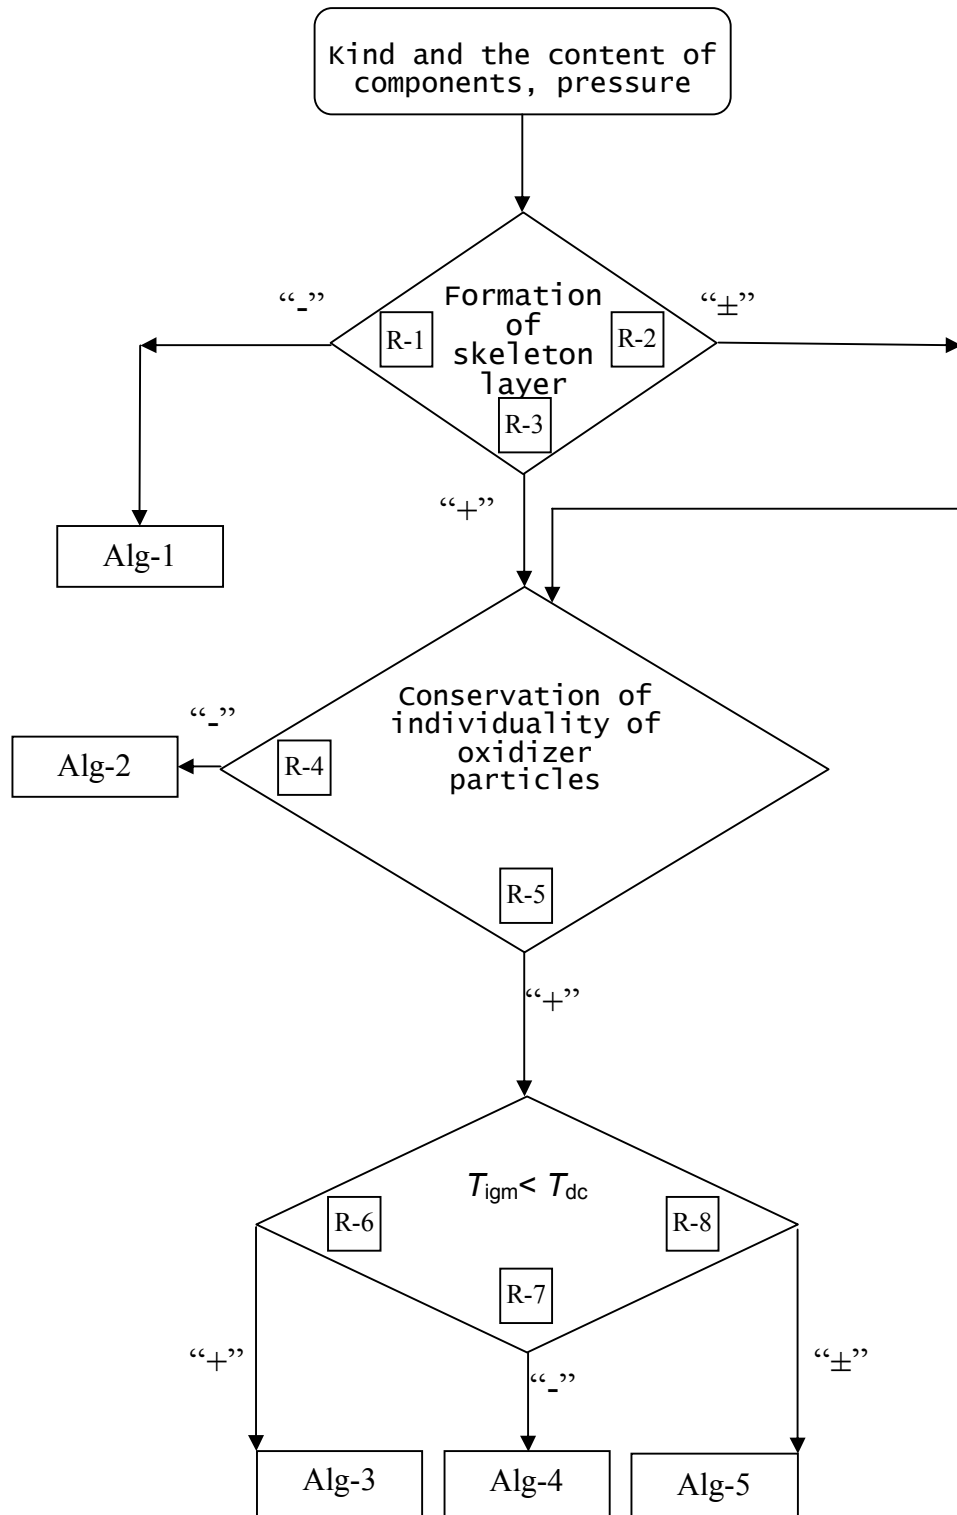 Kind and the content of
components, pressure
“-”
“±”
Formation
of
skeleton
layer
R-1
R-2
R-3
“+”
Alg-1
Conservation of
individuality of
oxidizer
particles
“-”
Alg-2
R-4
R-5
“+”
Tigm< Tdc
R-6
R-8
R-7
“+”
“-”
“±”
Alg-3
Alg-4
Alg-5